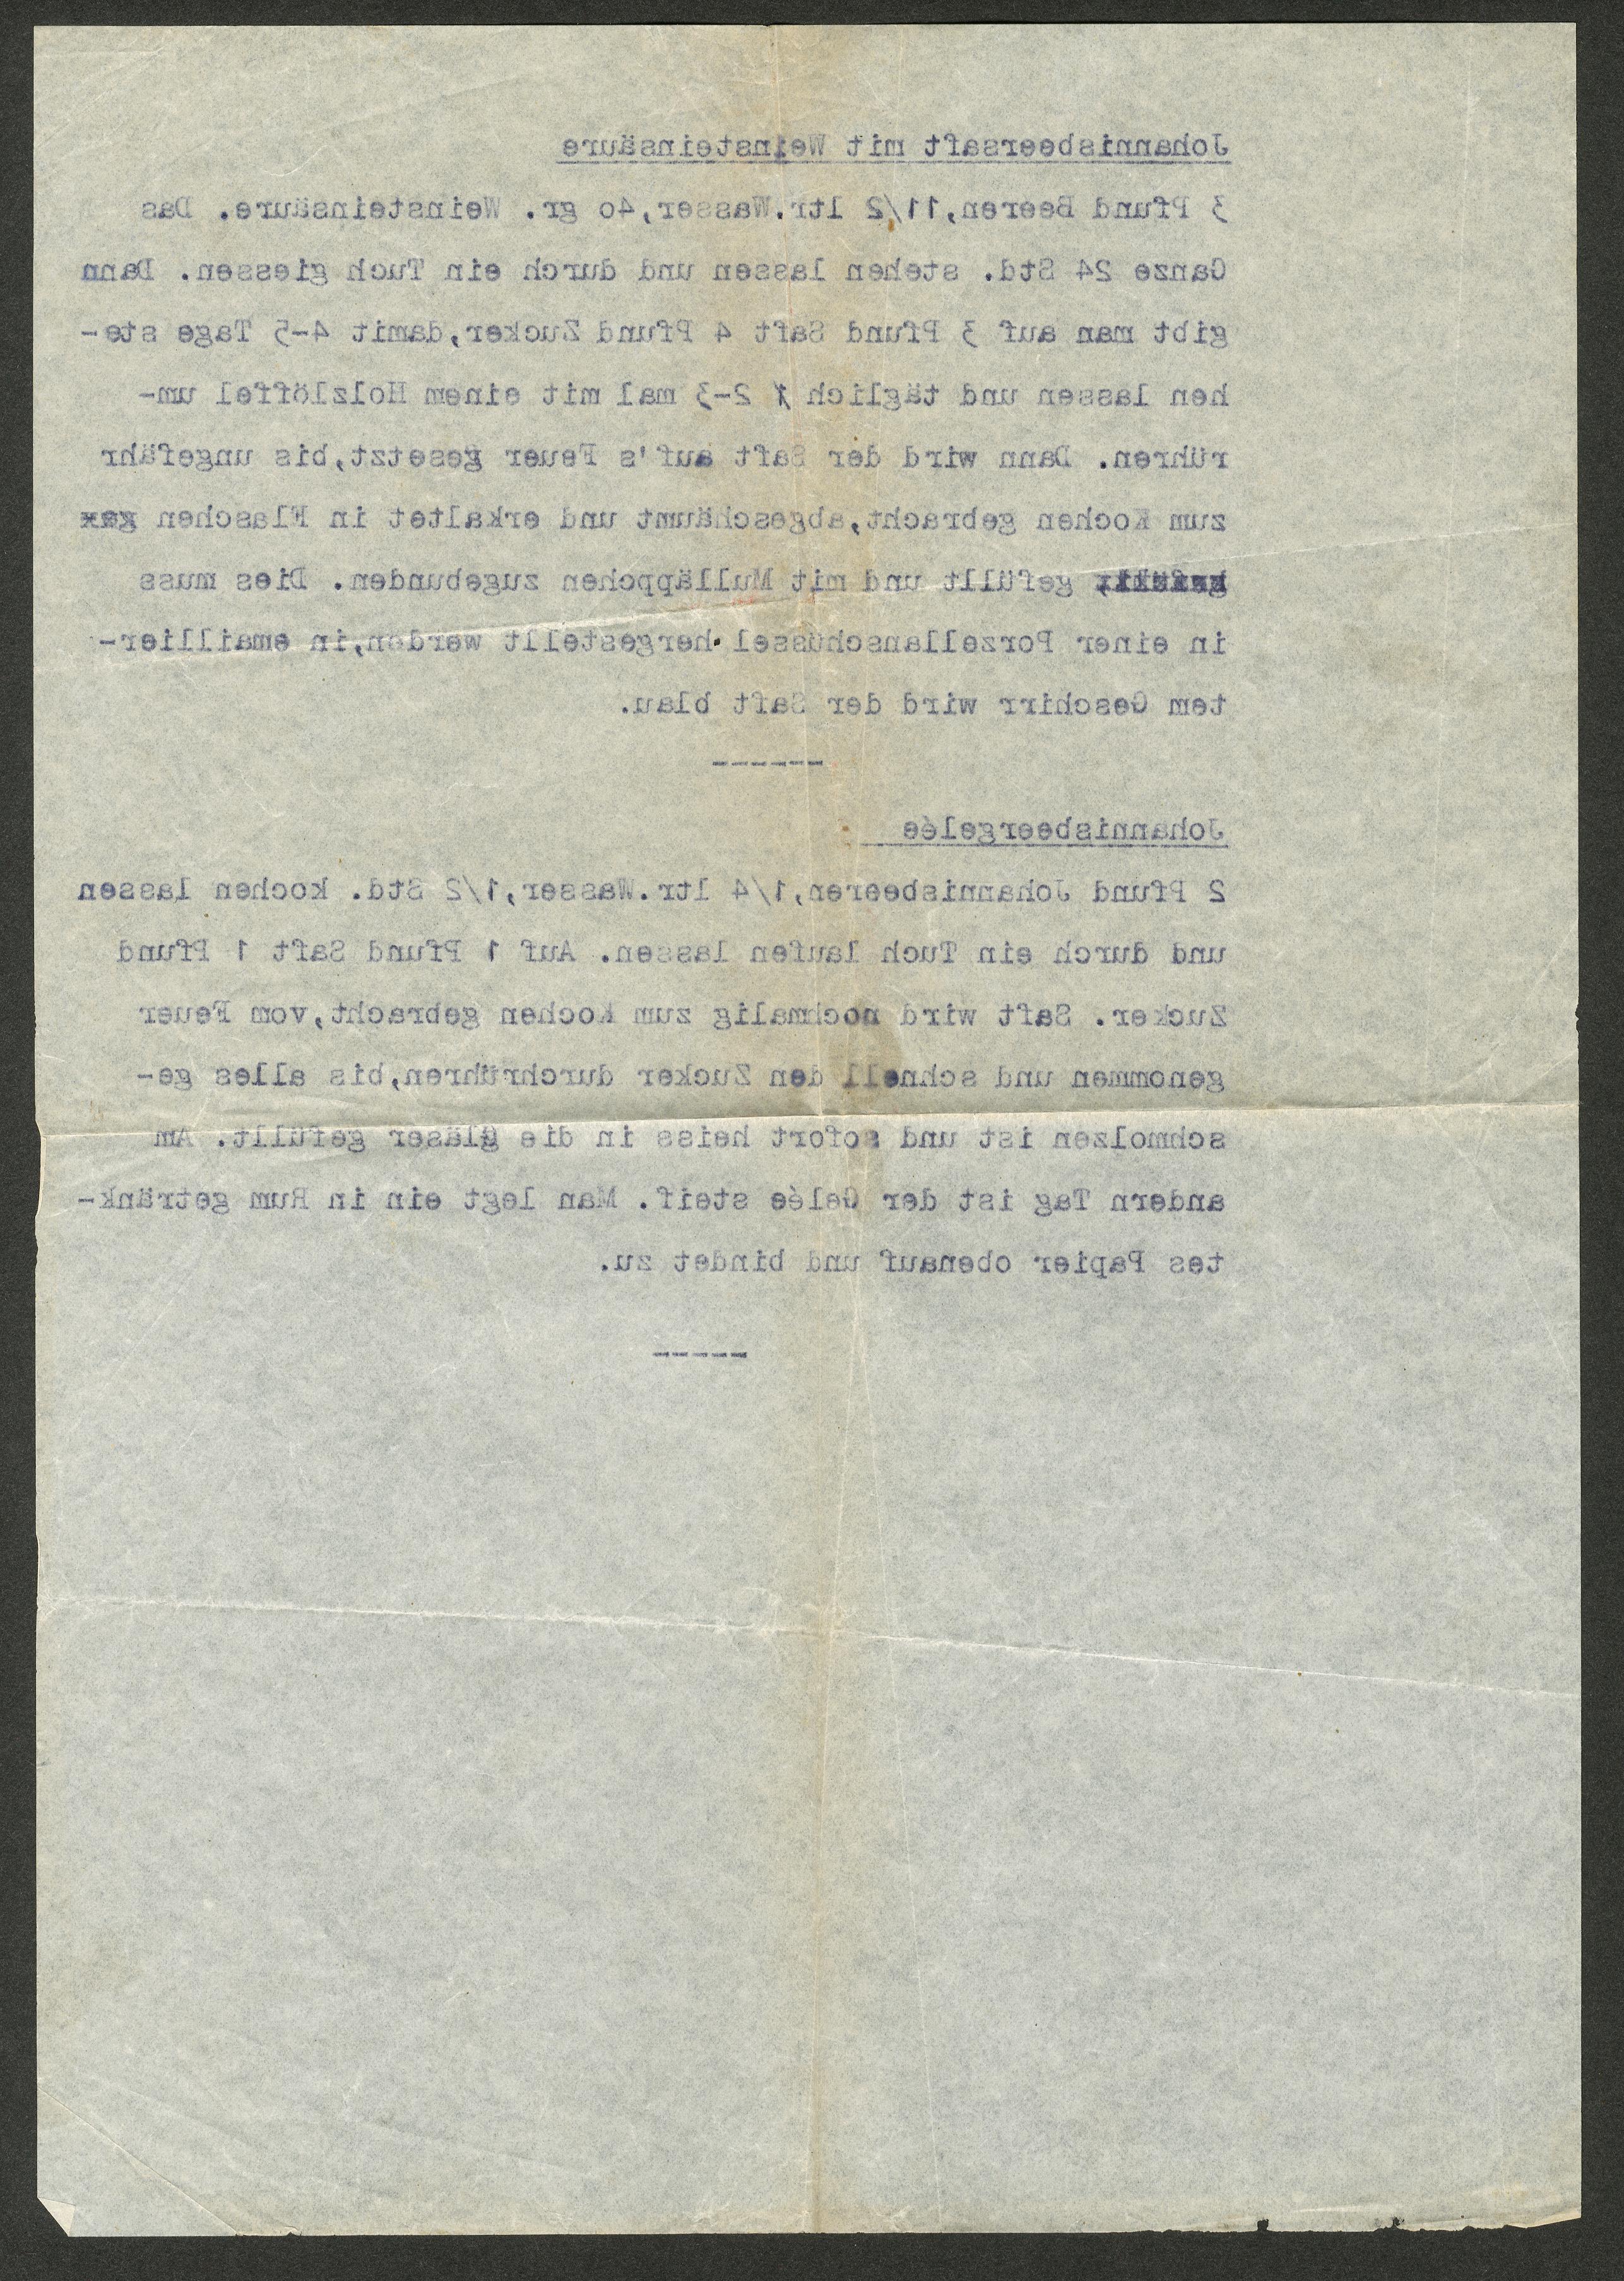 Johannisbeersaft mit Weinsteinsäure
3 Pfund Beeren,11/2 ltr.Wasser,4o gr. Weinsteinsäure. Das
Ganze 24 Std. stehen lassen und durch ein Tuch giessen. Dann
gibt man auf 3 Pfund Saft 4 Pfund Zucker,damit 4-5 Tage ste-
hen lassen und täglich 2-3 mal mit einem Holzlöffel um-
rühren. Dann wird der Saft auf's Feuer gesetzt,bis ungefähr
zum Kochen gebracht,abgeschäumt und erkaltet in Flaschen
gefüllt und mit Mulläppchen zugebunden. Dies muss
in einer Porzellanschüssel hergestellt werden,in emaillier-
tem Geschirr wird der Saft blau.
------
Johannisbeergelée
2 Pfund Johannisbeeren,1/4 ltr.Wasser,1/2 Std. kochen lassen
und durch ein Tuch laufen lassen. Auf 1 Pfund Saft 1 Pfund
Zucker. Saft wird nochmalig zum Kochen gebracht,vom Feuer
genommen und schnell den Zucker durchrühren,bis alles ge-
schmolzen ist und sofort heiss in die Gläser gefüllt. Am
andern Tag ist der Gelée steif. Man legt ein in Rum getränk-
tes Papier obenauf und bindet zu.
-----